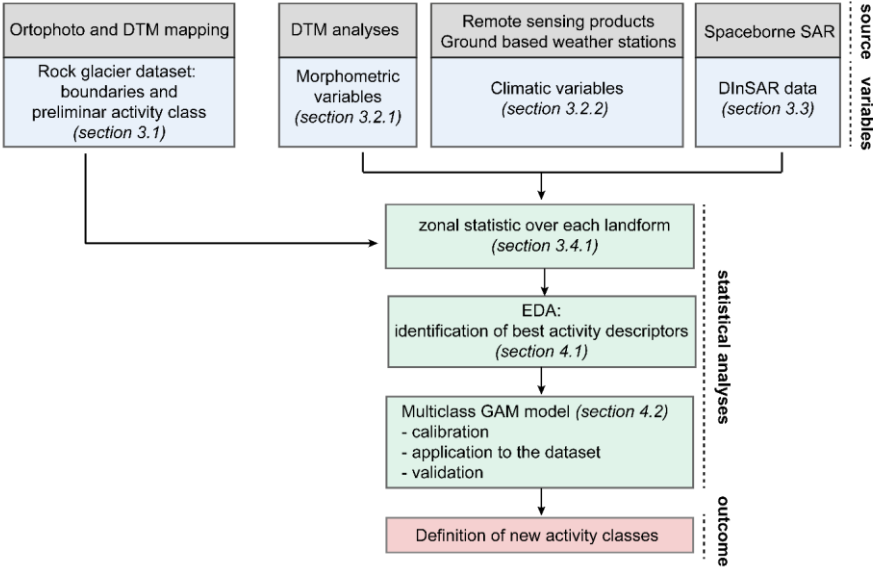 Ortophoto and DTM mapping
Rock glacier dataset:
boundaries and
preliminar activity class
(section 3.1)
DTM analyses
Morphometric
variables
(section 3.2.1)
Remote sensing products
Ground based weather stations
Climatic variables
(section 3.2.2)
Spaceborne SAR
DInSAR data
(section 3.3)
source
variables
zonal statistic over each landform
(section 3.4.1)
EDA:
identification of best activity descriptors
(section 4.1)
Multiclass GAM model (section 4.2)
- calibration
- application to the dataset
- validation
statistical analyses
Definition of new activity classes
outcome